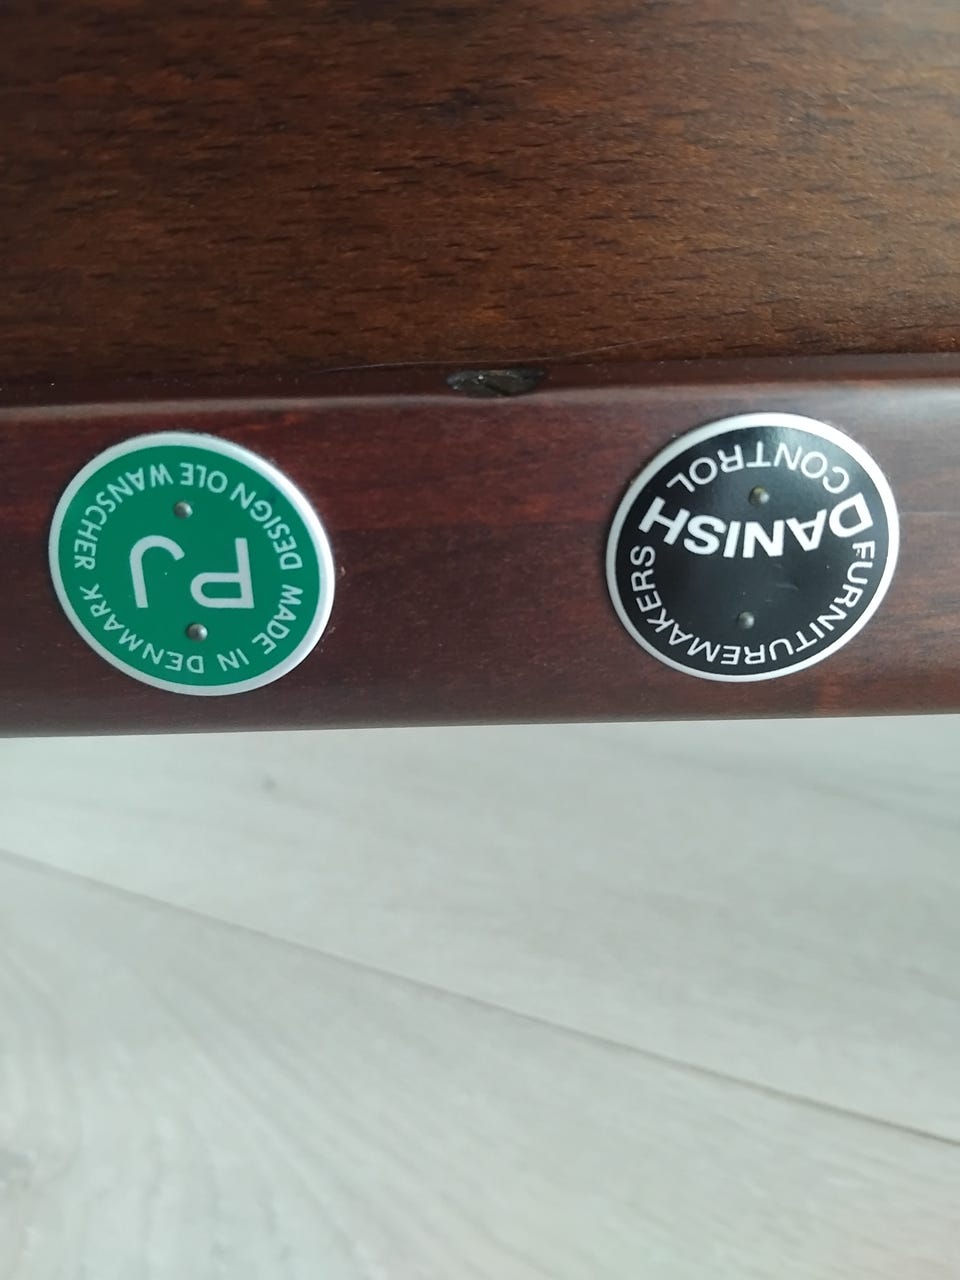 MADE IN DENMARK
DESIGN OLE WANSCHER
PJ
DANISH
FURNITUREMAKERS
CONTROL